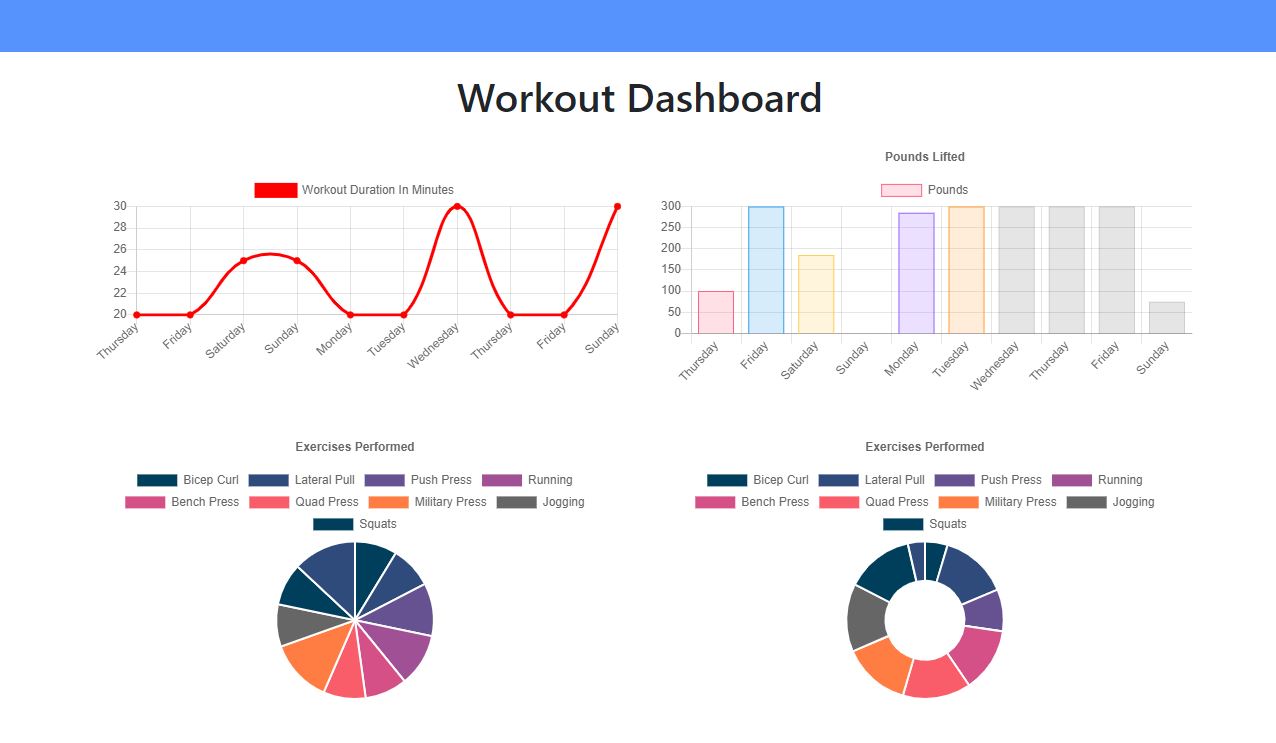 Workout Dashboard
Workout Duration In Minutes
30
28
26
24
22
20
Thursday Friday Saturday Sunday Monday Tuesday Wednesday Thursday Friday Sunday
Pounds Lifted
Pounds
300
250
200
150
100
50
0
Thursday Friday Saturday Sunday Monday Tuesday Wednesday Thursday Friday Sunday
Exercises Performed
Bicep Curl Lateral Pull Push Press Running
Bench Press Quad Press Military Press Jogging
Squats
Exercises Performed
Bicep Curl Lateral Pull Push Press Running
Bench Press Quad Press Military Press Jogging
Squats